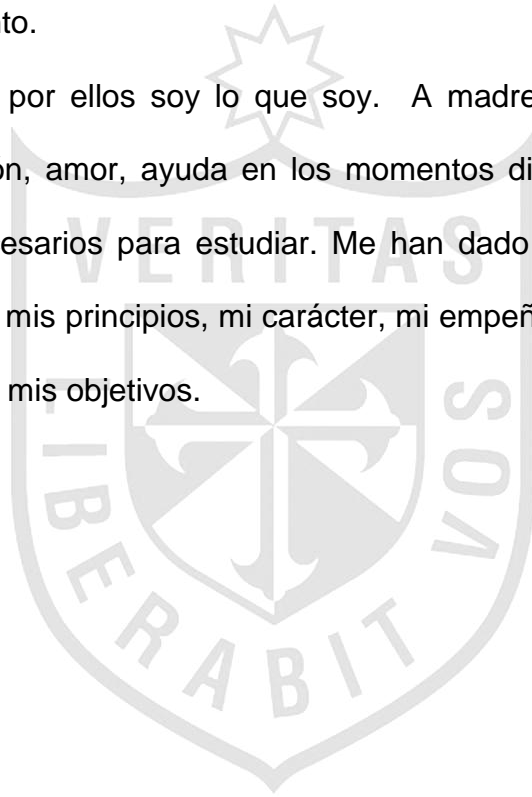 nto.
por ellos soy lo que soy. A madre
on, amor, ayuda en los momentos di
esarios para estudiar. Me han dado
mis principios, mi carácter, mi empeñ
mis objetivos.
VERITAS
LIBERABIT VOS